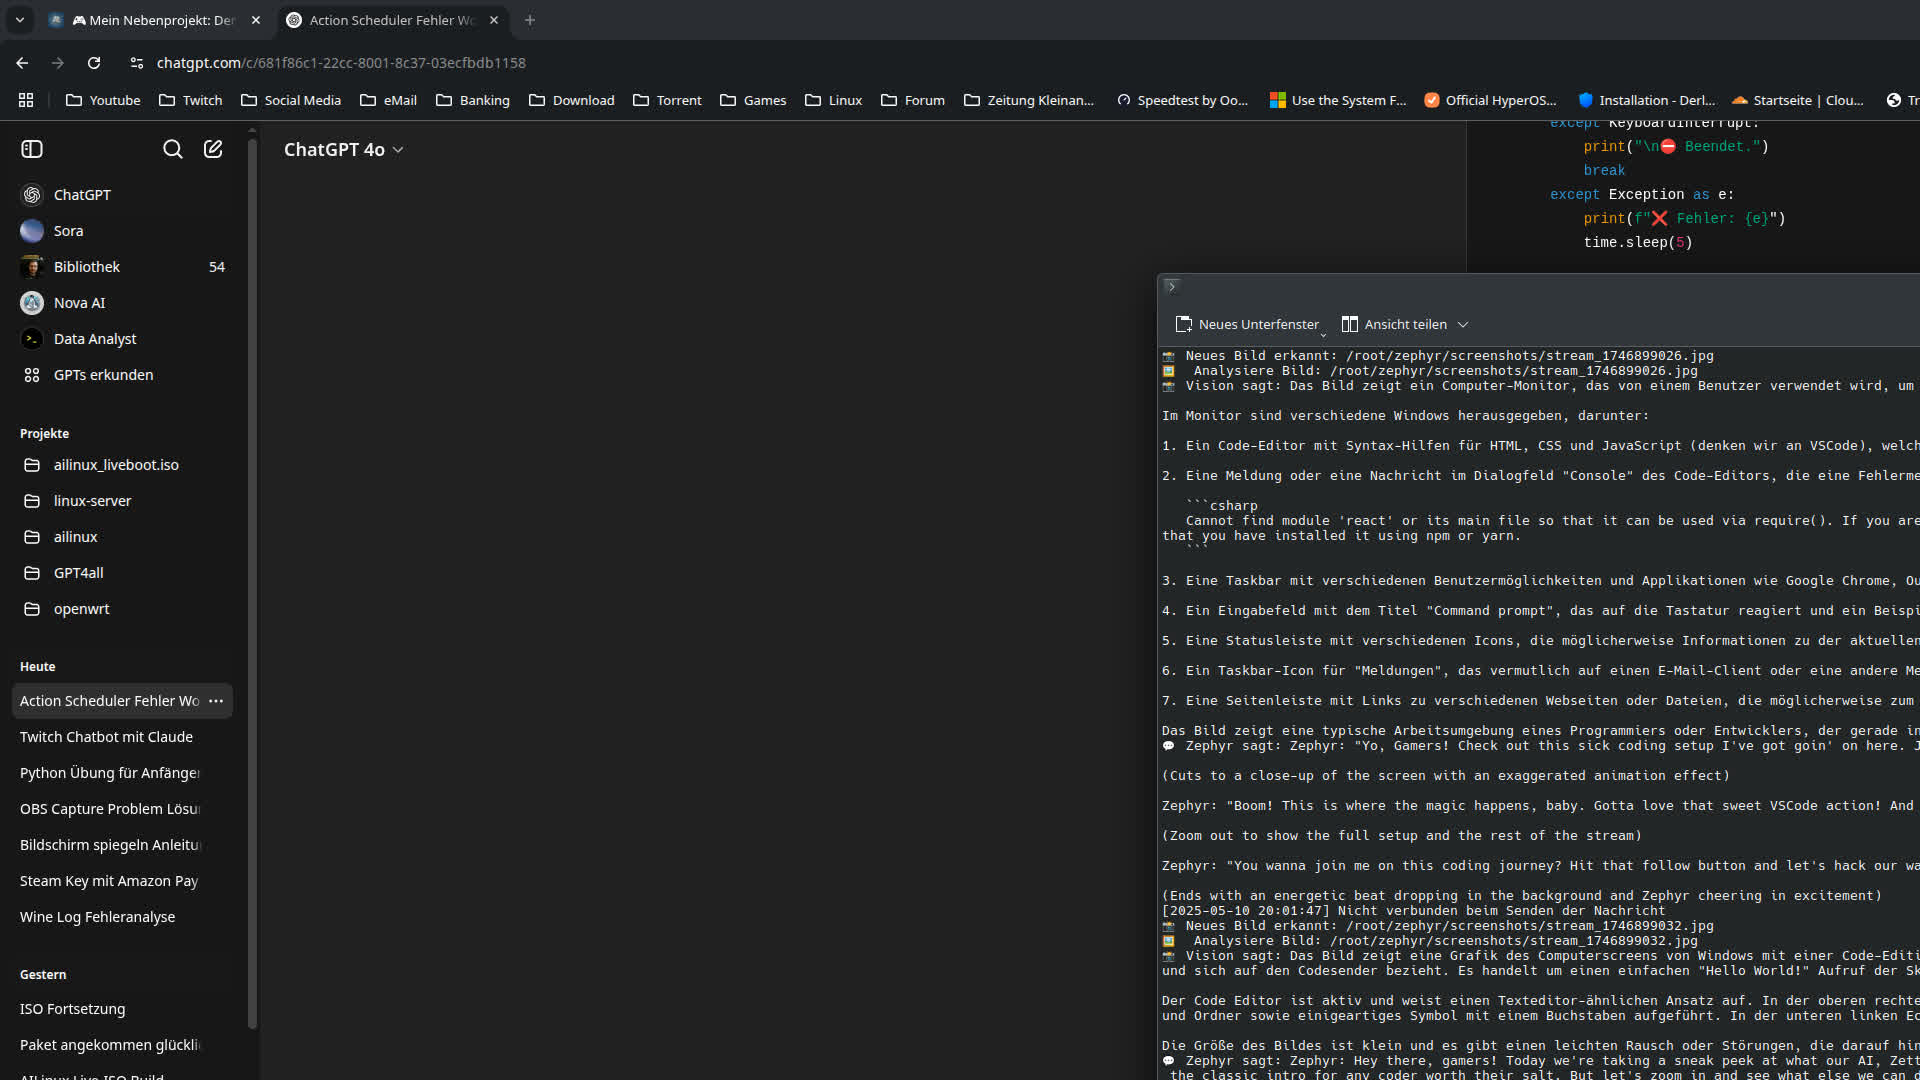 Mein Nebenprojekt: Der
Action Scheduler Fehler Wo
chatgpt.com/c/681f86c1-22cc-8001-8c37-03ecfbdb1158
Youtube
Twitch
Social Media
eMail
Banking
Download
Torrent
Games
Linux
Forum
Zeitung Kleinan...
Speedtest by Oo...
Use the System F...
Official HyperOS...
Installation - Derl...
Startseite | Clou...
Tr
ChatGPT
Sora
Bibliothek 54
Nova AI
Data Analyst
GPTs erkunden
Projekte
ailinux_liveboot.iso
linux-server
ailinux
GPT4all
openwrt
Heute
Action Scheduler Fehler Wo
Twitch Chatbot mit Claude
Python Übung für Anfänger
OBS Capture Problem Lösu
Bildschirm spiegeln Anleitu
Steam Key mit Amazon Pay
Wine Log Fehleranalyse
Gestern
ISO Fortsetzung
Paket angekommen glückli
AILinux Live ISO Build
ChatGPT 4o
except KeyboardInterrupt:
print("\n⛔ Beendet.")
break
except Exception as e:
print(f"❌ Fehler: {e}")
time.sleep(5)
Neues Unterfenster
Ansicht teilen
📸 Neues Bild erkannt: /root/zephyr/screenshots/stream_1746899026.jpg
🖼️ Analysiere Bild: /root/zephyr/screenshots/stream_1746899026.jpg
📸 Vision sagt: Das Bild zeigt ein Computer-Monitor, das von einem Benutzer verwendet wird, um
Im Monitor sind verschiedene Windows herausgegeben, darunter:
1. Ein Code-Editor mit Syntax-Hilfen für HTML, CSS und JavaScript (denken wir an VSCode), welch
2. Eine Meldung oder eine Nachricht im Dialogfeld "Console" des Code-Editors, die eine Fehlerme
```csharp
Cannot find module 'react' or its main file so that it can be used via require(). If you are
that you have installed it using npm or yarn.
```
3. Eine Taskbar mit verschiedenen Benutzermöglichkeiten und Applikationen wie Google Chrome, Ou
4. Ein Eingabefeld mit dem Titel "Command prompt", das auf die Tastatur reagiert und ein Beispi
5. Eine Statusleiste mit verschiedenen Icons, die möglicherweise Informationen zu der aktuellen
6. Ein Taskbar-Icon für "Meldungen", das vermutlich auf einen E-Mail-Client oder eine andere Me
7. Eine Seitenleiste mit Links zu verschiedenen Webseiten oder Dateien, die möglicherweise zum
Das Bild zeigt eine typische Arbeitsumgebung eines Programmiers oder Entwicklers, der gerade in
💬 Zephyr sagt: Zephyr: "Yo, Gamers! Check out this sick coding setup I've got goin' on here. J
(Cuts to a close-up of the screen with an exaggerated animation effect)
Zephyr: "Boom! This is where the magic happens, baby. Gotta love that sweet VSCode action! And
(Zoom out to show the full setup and the rest of the stream)
Zephyr: "You wanna join me on this coding journey? Hit that follow button and let's hack our wa
(Ends with an energetic beat dropping in the background and Zephyr cheering in excitement)
[2025-05-10 20:01:47] Nicht verbunden beim Senden der Nachricht
📸 Neues Bild erkannt: /root/zephyr/screenshots/stream_1746899032.jpg
🖼️ Analysiere Bild: /root/zephyr/screenshots/stream_1746899032.jpg
📸 Vision sagt: Das Bild zeigt eine Grafik des Computerscreens von Windows mit einer Code-Editi
und sich auf den Codesender bezieht. Es handelt um einen einfachen "Hello World!" Aufruf der Sk
Der Code Editor ist aktiv und weist einen Texteditor-ähnlichen Ansatz auf. In der oberen rechte
und Ordner sowie einigeartiges Symbol mit einem Buchstaben aufgeführt. In der unteren linken Ec
Die Größe des Bildes ist klein und es gibt einen leichten Rausch oder Störungen, die darauf hin
💬 Zephyr sagt: Zephyr: Hey there, gamers! Today we're taking a sneak peek at what our AI, Zett
the classic intro for any coder worth their salt. But let's zoom in and see what else we can d